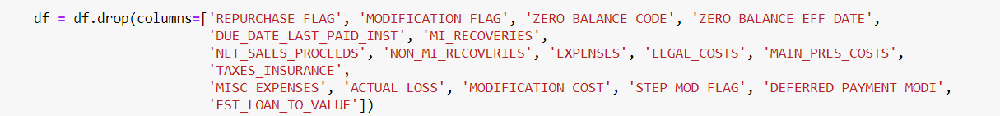 df = df.drop(columns=['REPURCHASE_FLAG', 'MODIFICATION_FLAG', 'ZERO_BALANCE_CODE', 'ZERO_BALANCE_EFF_DATE',
'DUE_DATE_LAST_PAID_INST', 'MI_RECOVERIES',
'NET_SALES_PROCEEDS', 'NON_MI_RECOVERIES', 'EXPENSES', 'LEGAL_COSTS', 'MAIN_PRES_COSTS',
'TAXES_INSURANCE',
'MISC_EXPENSES', 'ACTUAL_LOSS', 'MODIFICATION_COST', 'STEP_MOD_FLAG', 'DEFERRED_PAYMENT_MODI',
'EST_LOAN_TO_VALUE'])